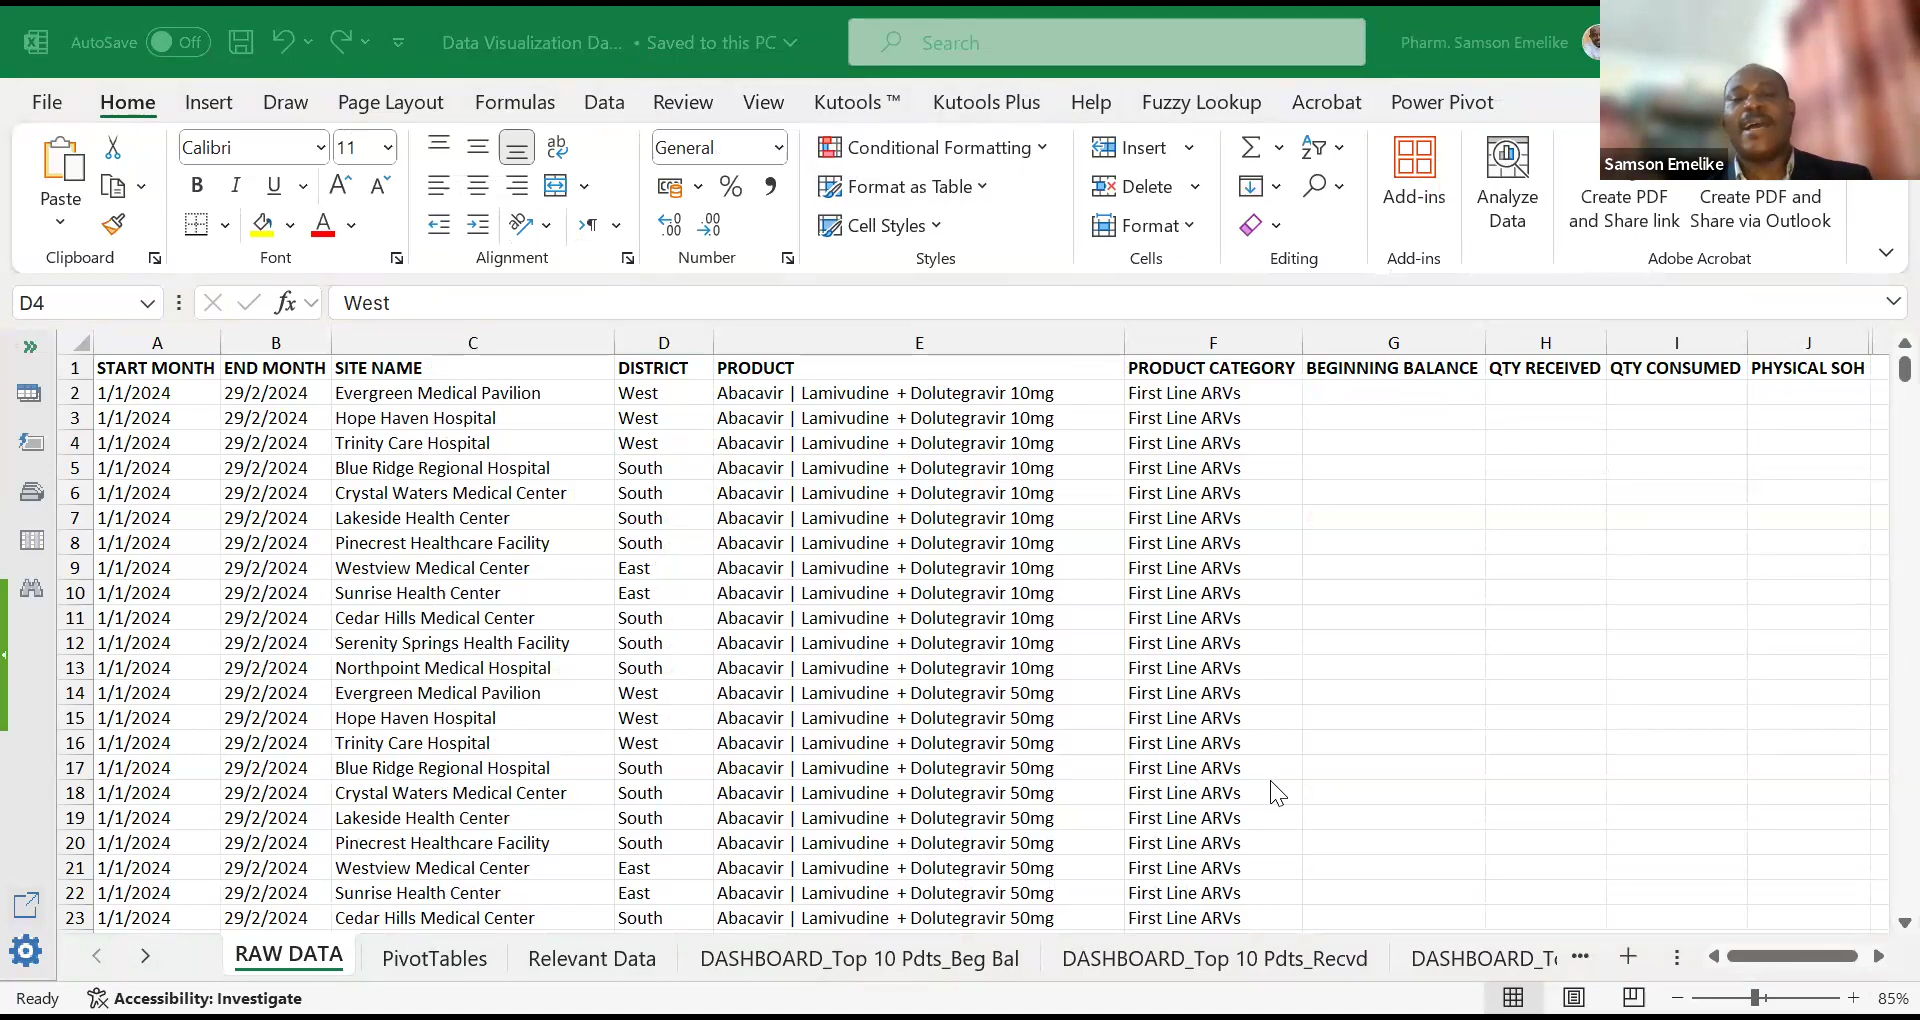 AutoSave Off Data Visualization Da... • Saved to this PC Search Pharm. Samson Emelike
File Home Insert Draw Page Layout Formulas Data Review View Kutools ™ Kutools Plus Help Fuzzy Lookup Acrobat Power Pivot
Samson Emelike
Paste
Calibri 11
B I U A A
A
ab
General
% ,
Conditional Formatting
Format as Table
Cell Styles
Insert
Delete
Format
Add-ins
Analyze
Data
Create PDF
and Share link
Create PDF and
Share via Outlook
Clipboard Font Alignment Number Styles Cells Editing Add-ins Adobe Acrobat
D4 fx West
A B C D E F G H I J
1 START MONTH END MONTH SITE NAME DISTRICT PRODUCT PRODUCT CATEGORY BEGINNING BALANCE QTY RECEIVED QTY CONSUMED PHYSICAL SOH
2 1/1/2024 29/2/2024 Evergreen Medical Pavilion West Abacavir | Lamivudine + Dolutegravir 10mg First Line ARVs
3 1/1/2024 29/2/2024 Hope Haven Hospital West Abacavir | Lamivudine + Dolutegravir 10mg First Line ARVs
4 1/1/2024 29/2/2024 Trinity Care Hospital West Abacavir | Lamivudine + Dolutegravir 10mg First Line ARVs
5 1/1/2024 29/2/2024 Blue Ridge Regional Hospital South Abacavir | Lamivudine + Dolutegravir 10mg First Line ARVs
6 1/1/2024 29/2/2024 Crystal Waters Medical Center South Abacavir | Lamivudine + Dolutegravir 10mg First Line ARVs
7 1/1/2024 29/2/2024 Lakeside Health Center South Abacavir | Lamivudine + Dolutegravir 10mg First Line ARVs
8 1/1/2024 29/2/2024 Pinecrest Healthcare Facility South Abacavir | Lamivudine + Dolutegravir 10mg First Line ARVs
9 1/1/2024 29/2/2024 Westview Medical Center East Abacavir | Lamivudine + Dolutegravir 10mg First Line ARVs
10 1/1/2024 29/2/2024 Sunrise Health Center East Abacavir | Lamivudine + Dolutegravir 10mg First Line ARVs
11 1/1/2024 29/2/2024 Cedar Hills Medical Center South Abacavir | Lamivudine + Dolutegravir 10mg First Line ARVs
12 1/1/2024 29/2/2024 Serenity Springs Health Facility South Abacavir | Lamivudine + Dolutegravir 10mg First Line ARVs
13 1/1/2024 29/2/2024 Northpoint Medical Hospital South Abacavir | Lamivudine + Dolutegravir 10mg First Line ARVs
14 1/1/2024 29/2/2024 Evergreen Medical Pavilion West Abacavir | Lamivudine + Dolutegravir 50mg First Line ARVs
15 1/1/2024 29/2/2024 Hope Haven Hospital West Abacavir | Lamivudine + Dolutegravir 50mg First Line ARVs
16 1/1/2024 29/2/2024 Trinity Care Hospital West Abacavir | Lamivudine + Dolutegravir 50mg First Line ARVs
17 1/1/2024 29/2/2024 Blue Ridge Regional Hospital South Abacavir | Lamivudine + Dolutegravir 50mg First Line ARVs
18 1/1/2024 29/2/2024 Crystal Waters Medical Center South Abacavir | Lamivudine + Dolutegravir 50mg First Line ARVs
19 1/1/2024 29/2/2024 Lakeside Health Center South Abacavir | Lamivudine + Dolutegravir 50mg First Line ARVs
20 1/1/2024 29/2/2024 Pinecrest Healthcare Facility South Abacavir | Lamivudine + Dolutegravir 50mg First Line ARVs
21 1/1/2024 29/2/2024 Westview Medical Center East Abacavir | Lamivudine + Dolutegravir 50mg First Line ARVs
22 1/1/2024 29/2/2024 Sunrise Health Center East Abacavir | Lamivudine + Dolutegravir 50mg First Line ARVs
23 1/1/2024 29/2/2024 Cedar Hills Medical Center South Abacavir | Lamivudine + Dolutegravir 50mg First Line ARVs
RAW DATA PivotTables Relevant Data DASHBOARD_Top 10 Pdts_Beg Bal DASHBOARD_Top 10 Pdts_Recvd DASHBOARD_T
Ready Accessibility: Investigate 85%